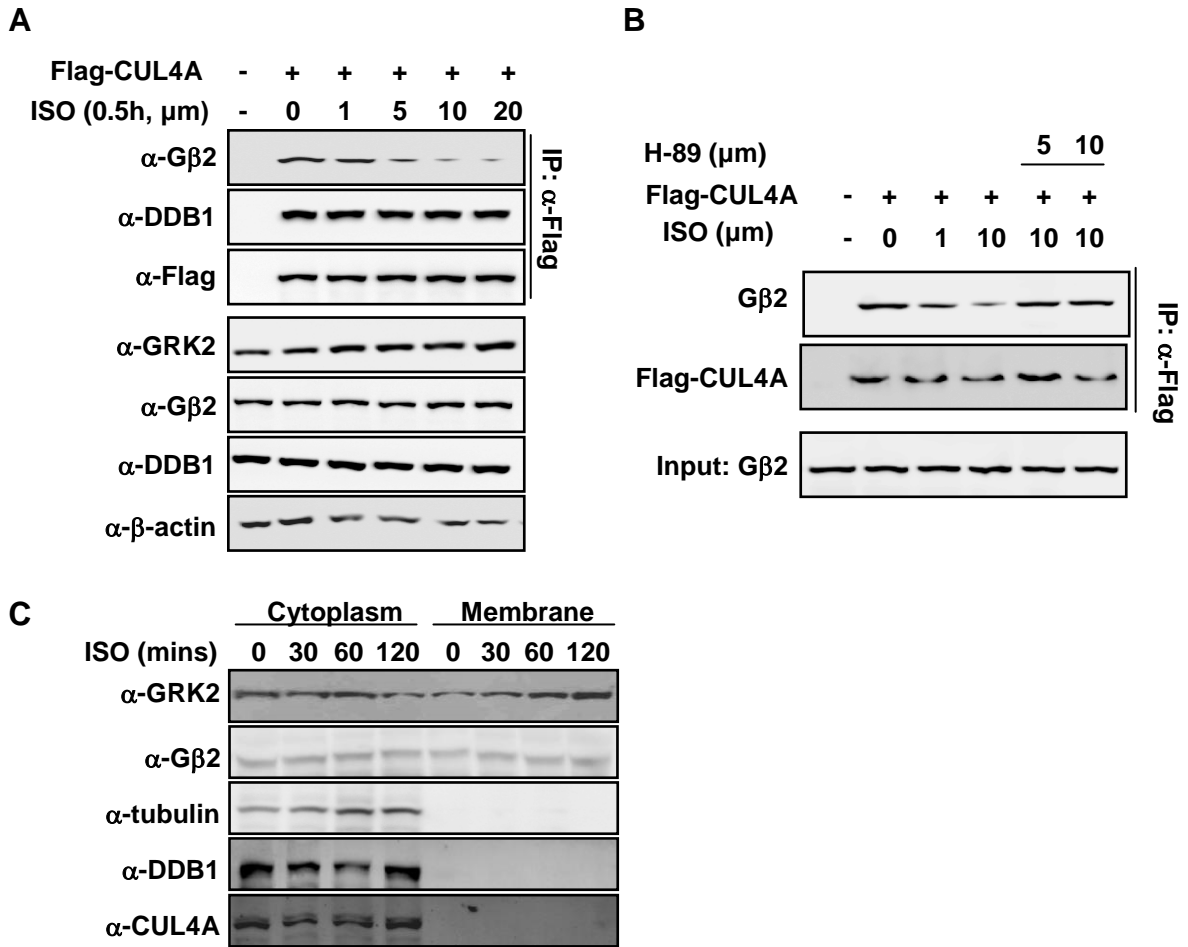 A
Flag-CUL4A - + + + + +
ISO (0.5h, μm) - 0 1 5 10 20
α-Gβ2
α-DDB1
α-Flag
IP: α-Flag
α-GRK2
α-Gβ2
α-DDB1
α-β-actin
B
H-89 (μm) 5 10
Flag-CUL4A - + + + + +
ISO (μm) - 0 1 10 10 10
Gβ2
Flag-CUL4A
IP: α-Flag
Input: Gβ2
C
Cytoplasm Membrane
ISO (mins) 0 30 60 120 0 30 60 120
α-GRK2
α-Gβ2
α-tubulin
α-DDB1
α-CUL4A